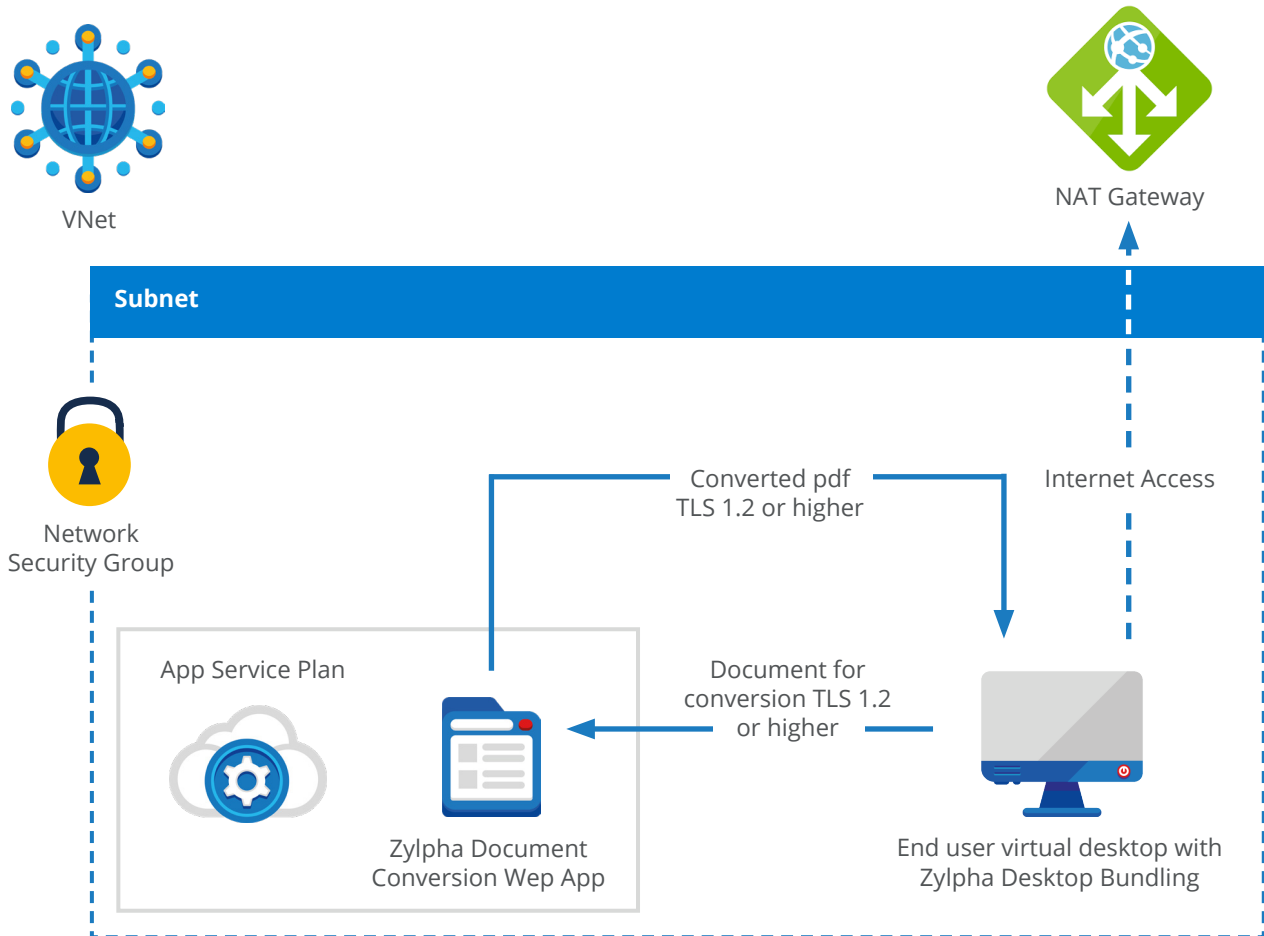 VNet
NAT Gateway
Subnet
Network
Security Group
Converted pdf
TLS 1.2 or higher
Internet Access
App Service Plan
Document for
conversion TLS 1.2
or higher
Zylpha Document
Conversion Wep App
End user virtual desktop with
Zylpha Desktop Bundling